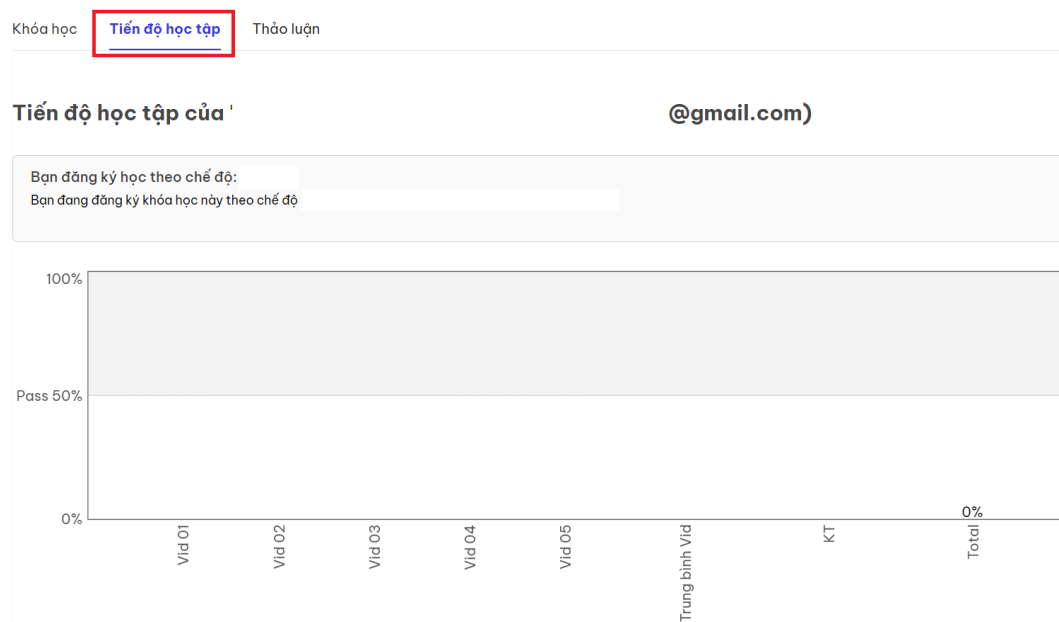 Khóa học Tiến độ học tập Thảo luận
Tiến độ học tập của ' @gmail.com)
Bạn đăng ký học theo chế độ:
Bạn đang đăng ký khóa học này theo chế độ
100%
Pass 50%
0%
0%
Vid 01
Vid 02
Vid 03
Vid 04
Vid 05
Trung bình Vid
KT
Total